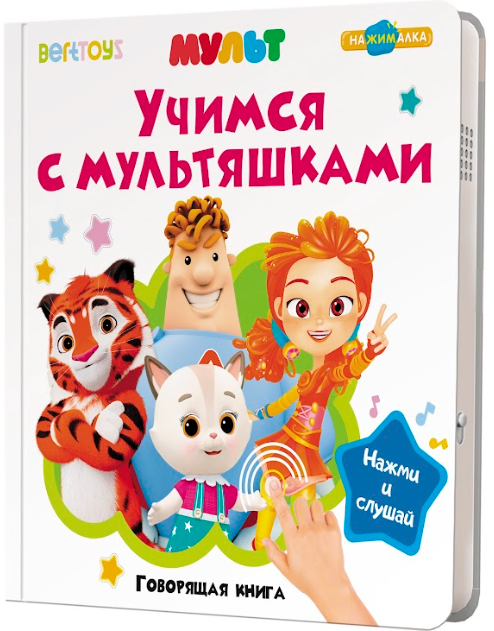 BertToys
МУЛЬТ
НАЖИМАЛКА
Учимся
с мультяшками
Нажми и
слушай
Говорящая книга